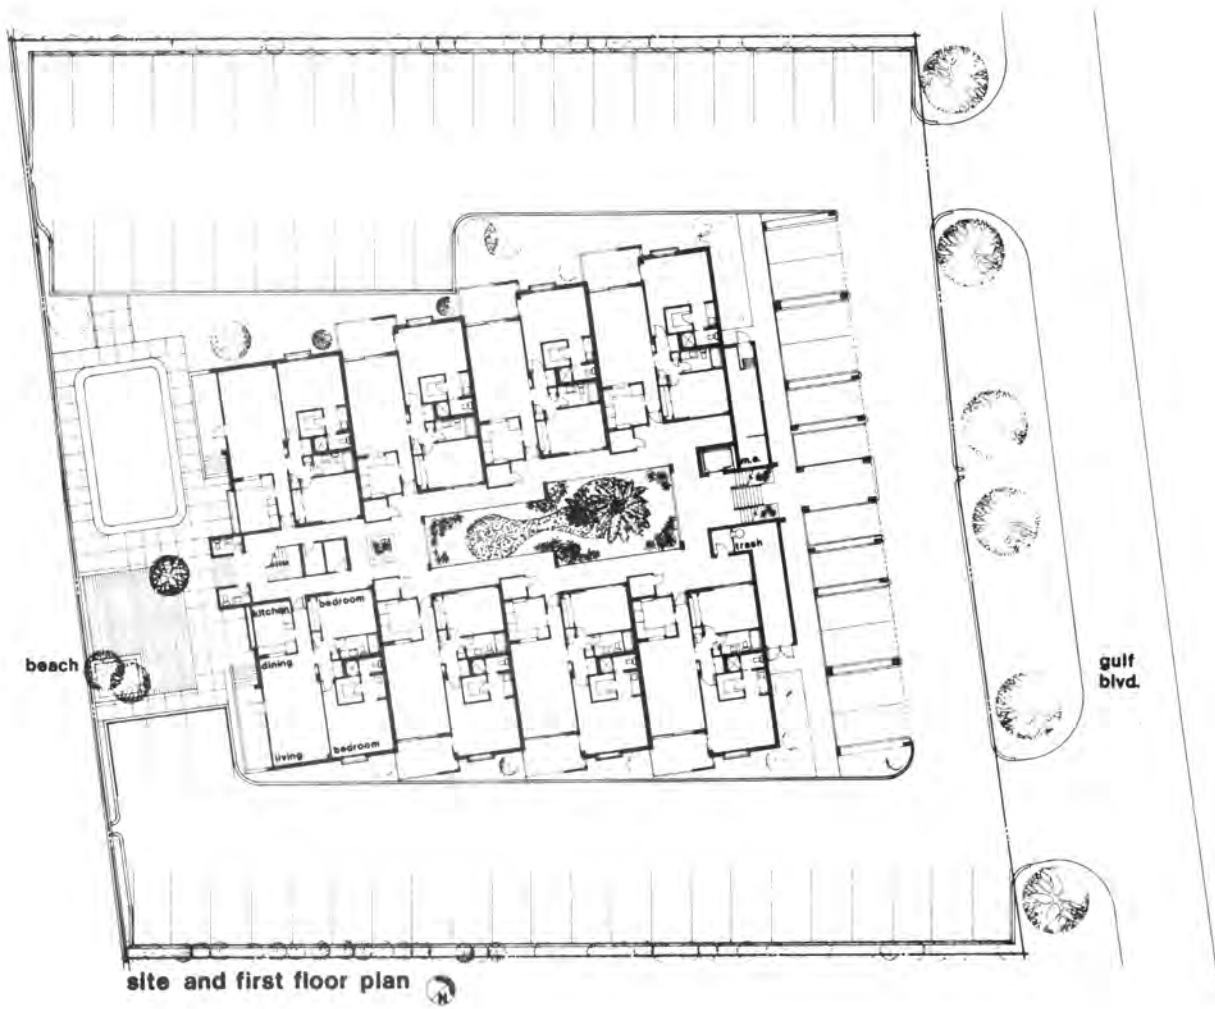 m.e.
trash
kitchen
bedroom
beach
dining
gulf
blvd.
living
bedroom
site and first floor plan
N